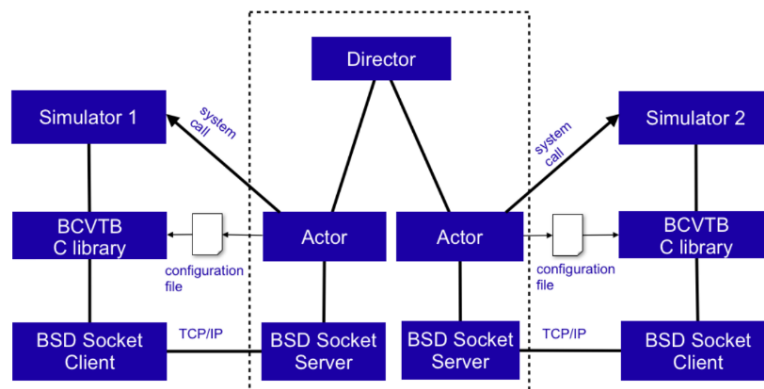 Director
Simulator 1
system
call
system
call
Simulator 2
BCVTB
C library
configuration
file
Actor
Actor
configuration
file
BCVTB
C library
BSD Socket
Client
TCP/IP
BSD Socket
Server
BSD Socket
Server
TCP/IP
BSD Socket
Client